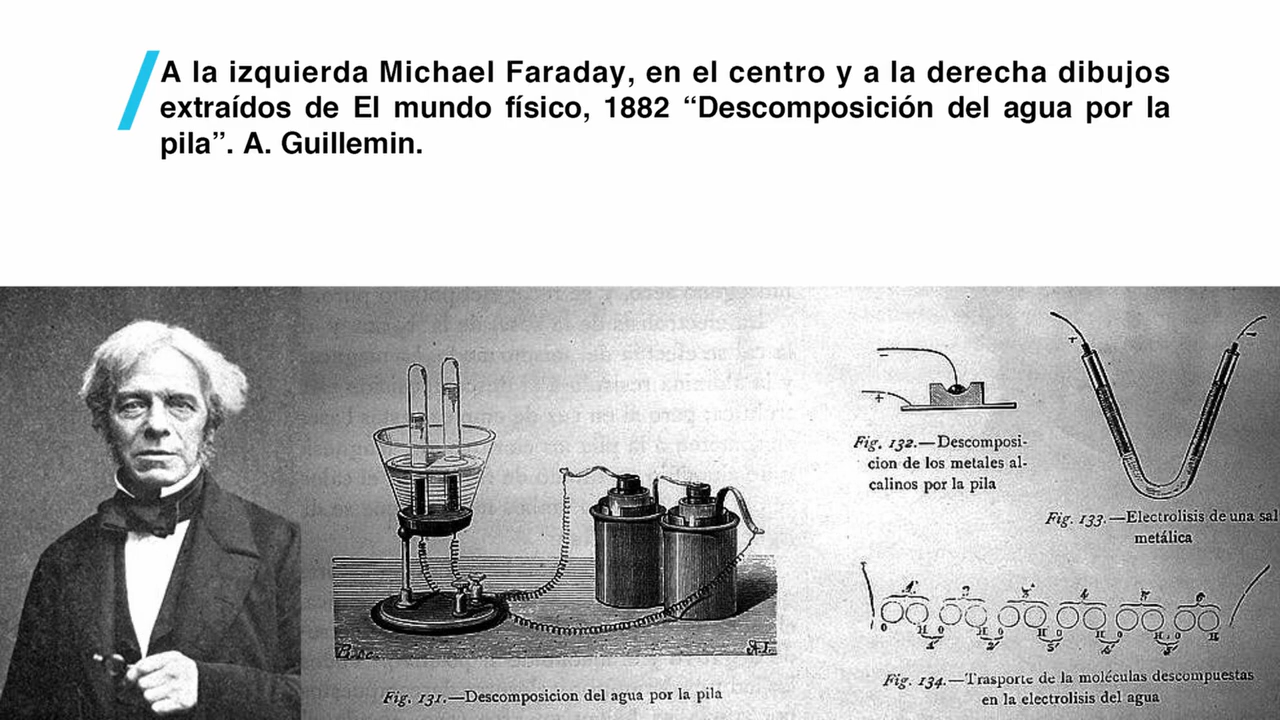 A la izquierda Michael Faraday, en el centro y a la derecha dibujos
extraídos de El mundo físico, 1882 “Descomposición del agua por la
pila”. A. Guillemin.
Fig. 131.—Descomposicion del agua por la pila
Fig. 132.—Descomposi-
cion de los metales al-
calinos por la pila
Fig. 133.—Electrolisis de una sal
metálica
Fig. 134.—Trasporte de la moléculas descompuestas
en la electrolisis del agua